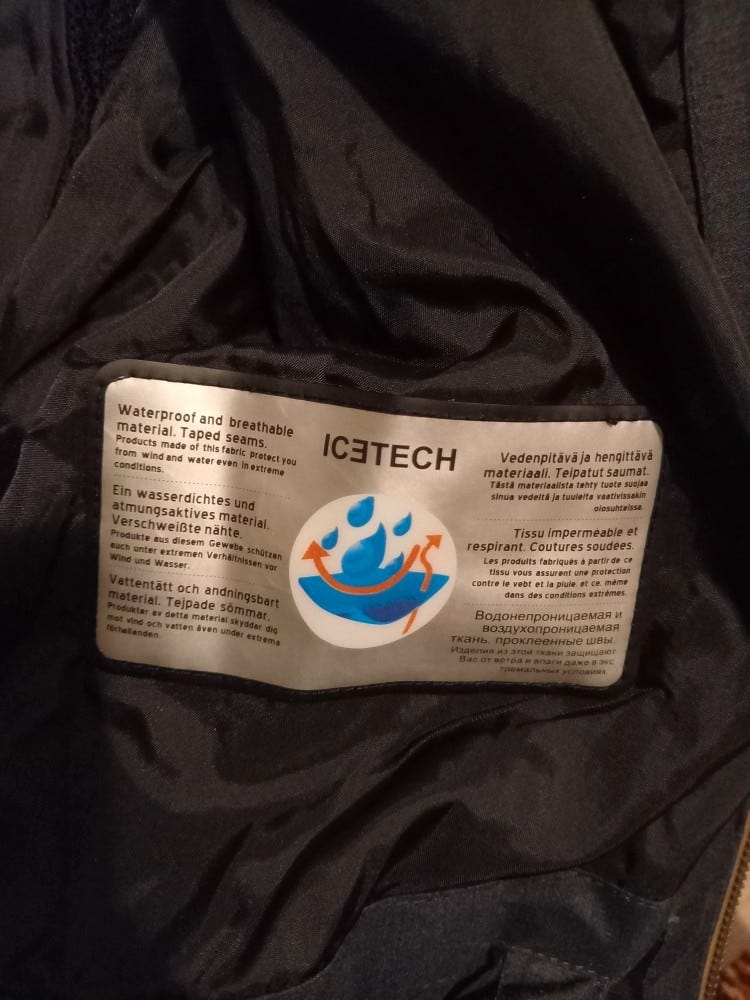 Waterproof and breathable
material. Taped seams.
Products made of this fabric protect you
from wind and water even in extreme
conditions.
Ein wasserdichtes und
atmungsaktives material.
Verschweißte nähte.
Produkte aus diesem Gewebe schützen
auch unter extremen Verhältnissen vor
Wind und Wasser.
Vattentätt och andningsbart
material. Tejpade sömmar.
Produkter av detta material skyddar dig
mot vind och vatten även under extreme
förhallanden.
ICETECH
Vedenpitävä ja hengittävä
materiaali. Teipatut saumat.
Tästä materiaalista tehty tuote suojaa
sinua vedeltä ja tuulelta vaativissakin
olosuhteissa.
Tissu imperméable et
respirant. Coutures soudées.
Les produits fabriqués à partir de ce
tissu vous assurent une protection
contre le vebt et la pluie, et ce, même
dans des conditions extrêmes.
Водонепроницаемая и
воздухопроницаемая
ткань. проклеенные швы.
Изделия из этой ткани защищают
Вас от ветра и влаги даже в экс
тремальных условиях